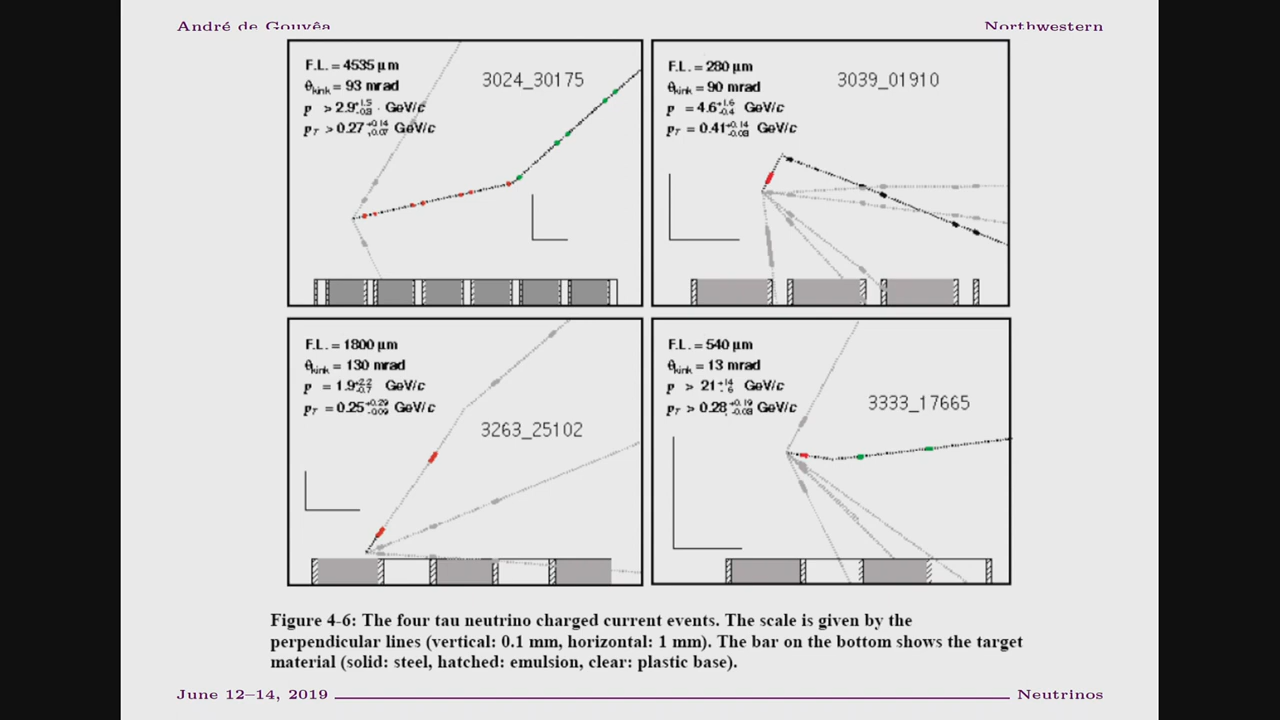 André de Gouvêa
Northwestern
F.L. = 4535 μm
θkink = 93 mrad
p > 2.9 +1.5 -0.8 GeV/c
pT > 0.27 +0.14 -0.07 GeV/c
3024_30175
F.L. = 280 μm
θkink = 90 mrad
p = 4.6 +1.6 -0.4 GeV/c
pT = 0.41 +0.14 -0.08 GeV/c
3039_01910
F.L. = 1800 μm
θkink = 130 mrad
p = 1.9 +2.2 -0.7 GeV/c
pT = 0.25 +0.29 -0.09 GeV/c
3263_25102
F.L. = 540 μm
θkink = 13 mrad
p > 21 +14 -6 GeV/c
pT > 0.28 +0.19 -0.08 GeV/c
3333_17665
Figure 4-6: The four tau neutrino charged current events. The scale is given by the
perpendicular lines (vertical: 0.1 mm, horizontal: 1 mm). The bar on the bottom shows the target
material (solid: steel, hatched: emulsion, clear: plastic base).
June 12–14, 2019
Neutrinos